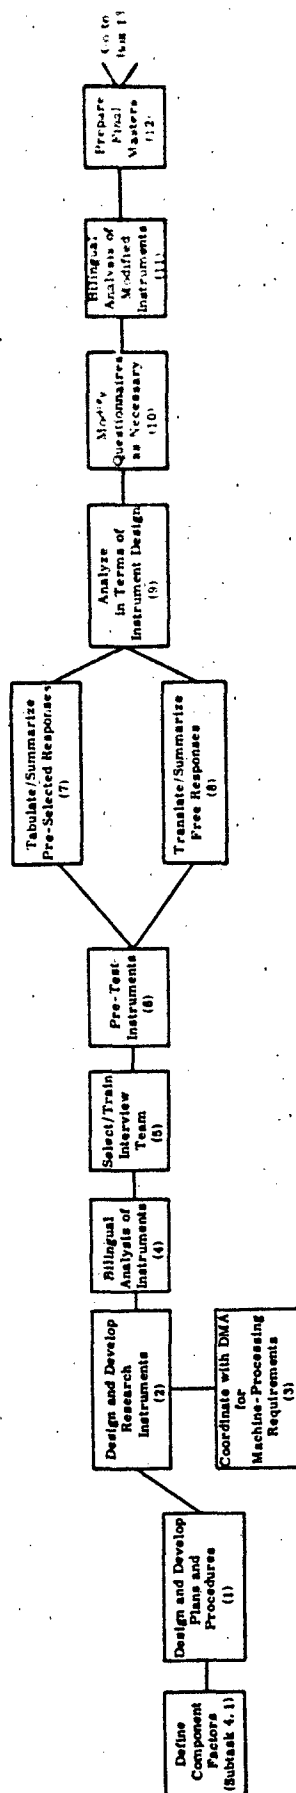 Define
Component
Factors
(Subtask 4.1)
Design and Develop
Plans and
Procedures
(1)
Design and Develop
Research
Instruments
(2)
Coordinate with DMA
for
Machine-Processing
Requirements
(3)
Bilingual
Analysis of
Instruments
(4)
Select/Train
Interview
Team
(5)
Pre-Test
Instruments
(6)
Tabulate/Summarize
Pre-Selected Responses
(7)
Translate/Summarize
Free Responses
(8)
Analyze
in Terms of
Instrument Design
(9)
Modify
Questionnaires
as Necessary
(10)
Bilingual
Analysis of
Modified
Instruments
(11)
Prepare
Final
Masters
(12)
Go to